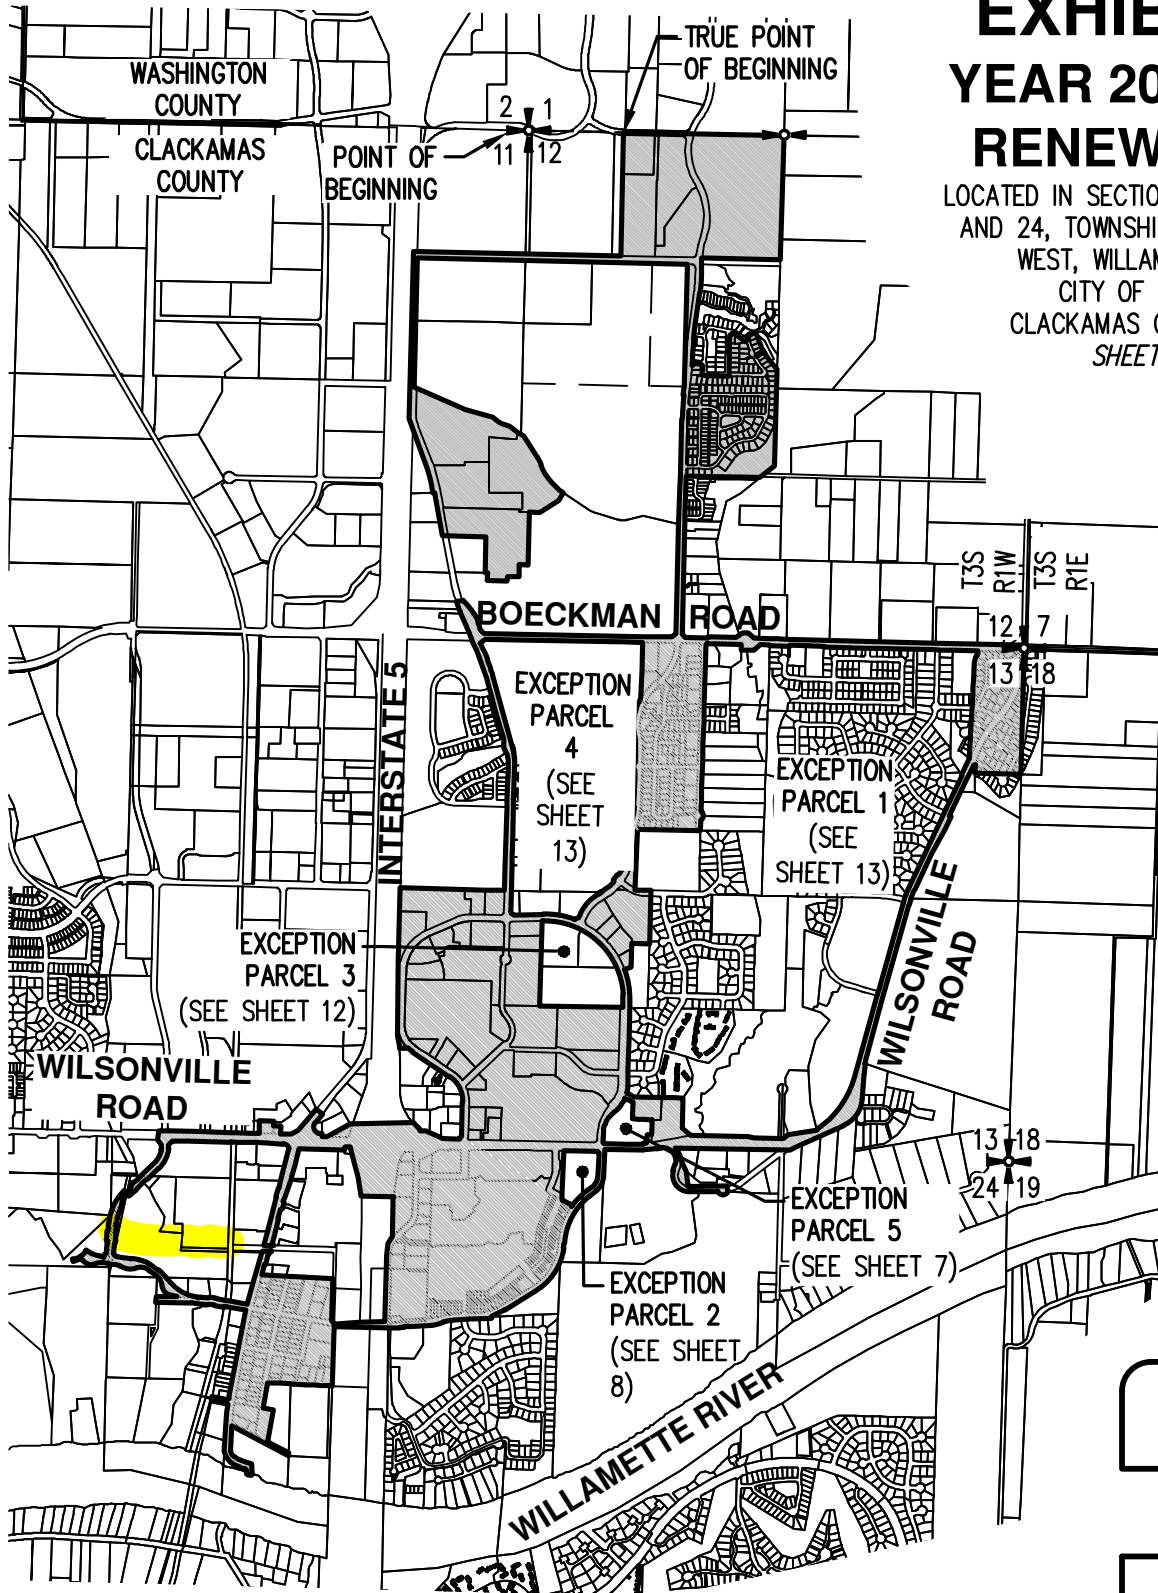 EXHIB
YEAR 20
RENEW
LOCATED IN SECTIO
AND 24, TOWNSHI
WEST, WILLAM
CITY OF
CLACKAMAS
SHEET
TRUE POINT
OF BEGINNING
WASHINGTON
COUNTY
CLACKAMAS
COUNTY
2 1
11 12
POINT OF
BEGINNING
T3S
R1W
T3S
R1E
12 7
13 18
BOECKMAN ROAD
INTERSTATE 5
EXCEPTION
PARCEL
4
(SEE
SHEET
13)
EXCEPTION
PARCEL 1
(SEE
SHEET 13)
WILSONVILLE
ROAD
EXCEPTION
PARCEL 3
(SEE SHEET 12)
WILSONVILLE
ROAD
13 18
24 19
EXCEPTION
PARCEL 5
(SEE SHEET 7)
EXCEPTION
PARCEL 2
(SEE SHEET
8)
WILLAMETTE RIVER